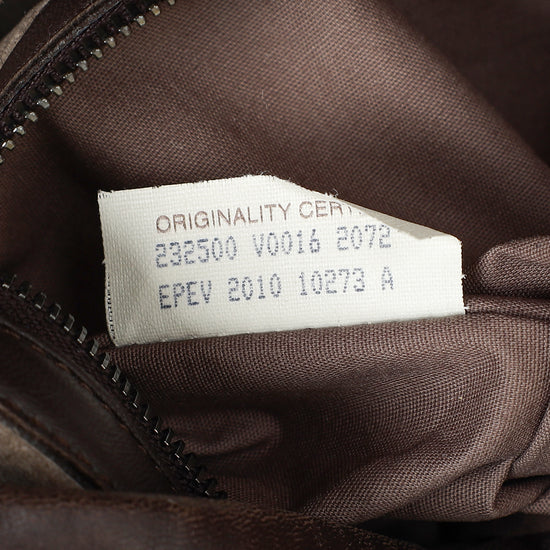 ORIGINALITY CERT
232500 V0016 2072
EPEV 2010 10273 A